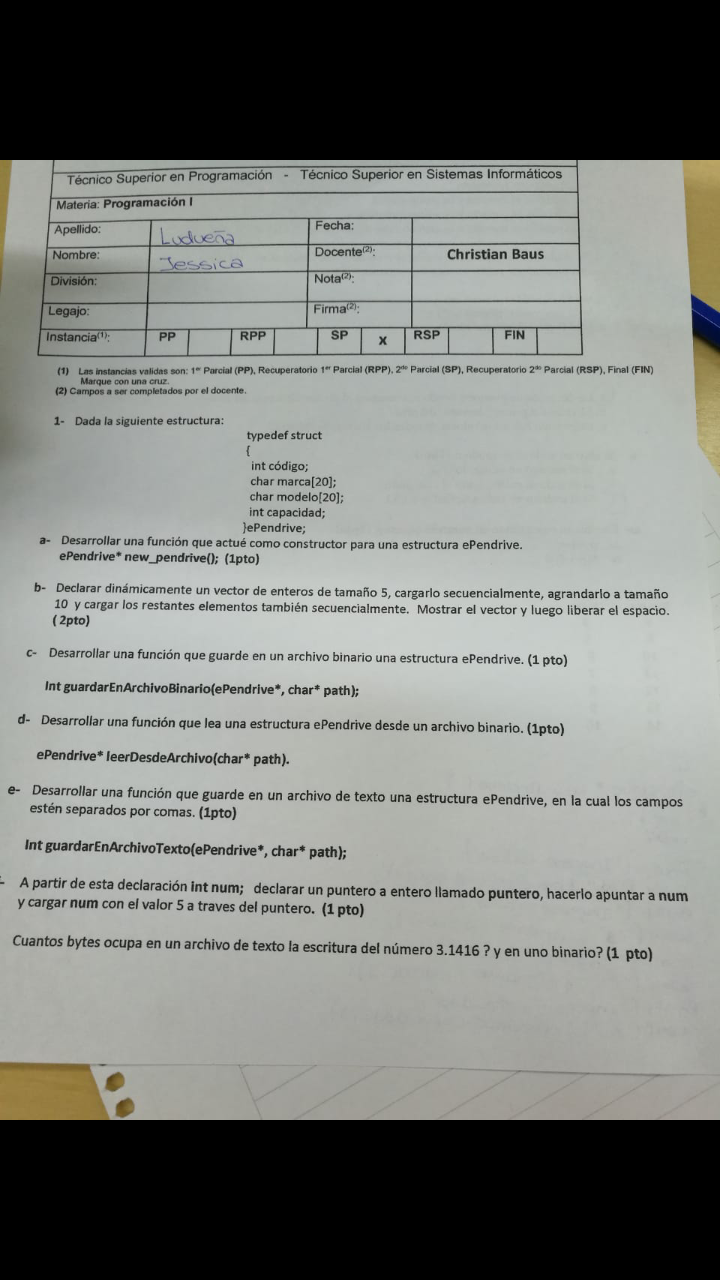 Técnico Superior en Programación - Técnico Superior en Sistemas Informáticos
Materia: Programación I
Apellido: Ludueña Fecha:
Nombre: Jessica Docente(2): Christian Baus
División: Nota(2):
Legajo: Firma(2):
Instancia(1): PP RPP SP X RSP FIN
(1) Las instancias validas son: 1er Parcial (PP), Recuperatorio 1er Parcial (RPP), 2do Parcial (SP), Recuperatorio 2do Parcial (RSP), Final (FIN)
Marque con una cruz.
(2) Campos a ser completados por el docente.
1- Dada la siguiente estructura:
typedef struct
{
int código;
char marca[20];
char modelo[20];
int capacidad;
}ePendrive;
a- Desarrollar una función que actué como constructor para una estructura ePendrive.
ePendrive* new_pendrive(); (1pto)
b- Declarar dinámicamente un vector de enteros de tamaño 5, cargarlo secuencialmente, agrandarlo a tamaño
10 y cargar los restantes elementos también secuencialmente. Mostrar el vector y luego liberar el espacio.
( 2pto)
c- Desarrollar una función que guarde en un archivo binario una estructura ePendrive. (1 pto)
Int guardarEnArchivoBinario(ePendrive*, char* path);
d- Desarrollar una función que lea una estructura ePendrive desde un archivo binario. (1pto)
ePendrive* leerDesdeArchivo(char* path).
e- Desarrollar una función que guarde en un archivo de texto una estructura ePendrive, en la cual los campos
estén separados por comas. (1pto)
Int guardarEnArchivoTexto(ePendrive*, char* path);
- A partir de esta declaración int num; declarar un puntero a entero llamado puntero, hacerlo apuntar a num
y cargar num con el valor 5 a traves del puntero. (1 pto)
Cuantos bytes ocupa en un archivo de texto la escritura del número 3.1416 ? y en uno binario? (1 pto)